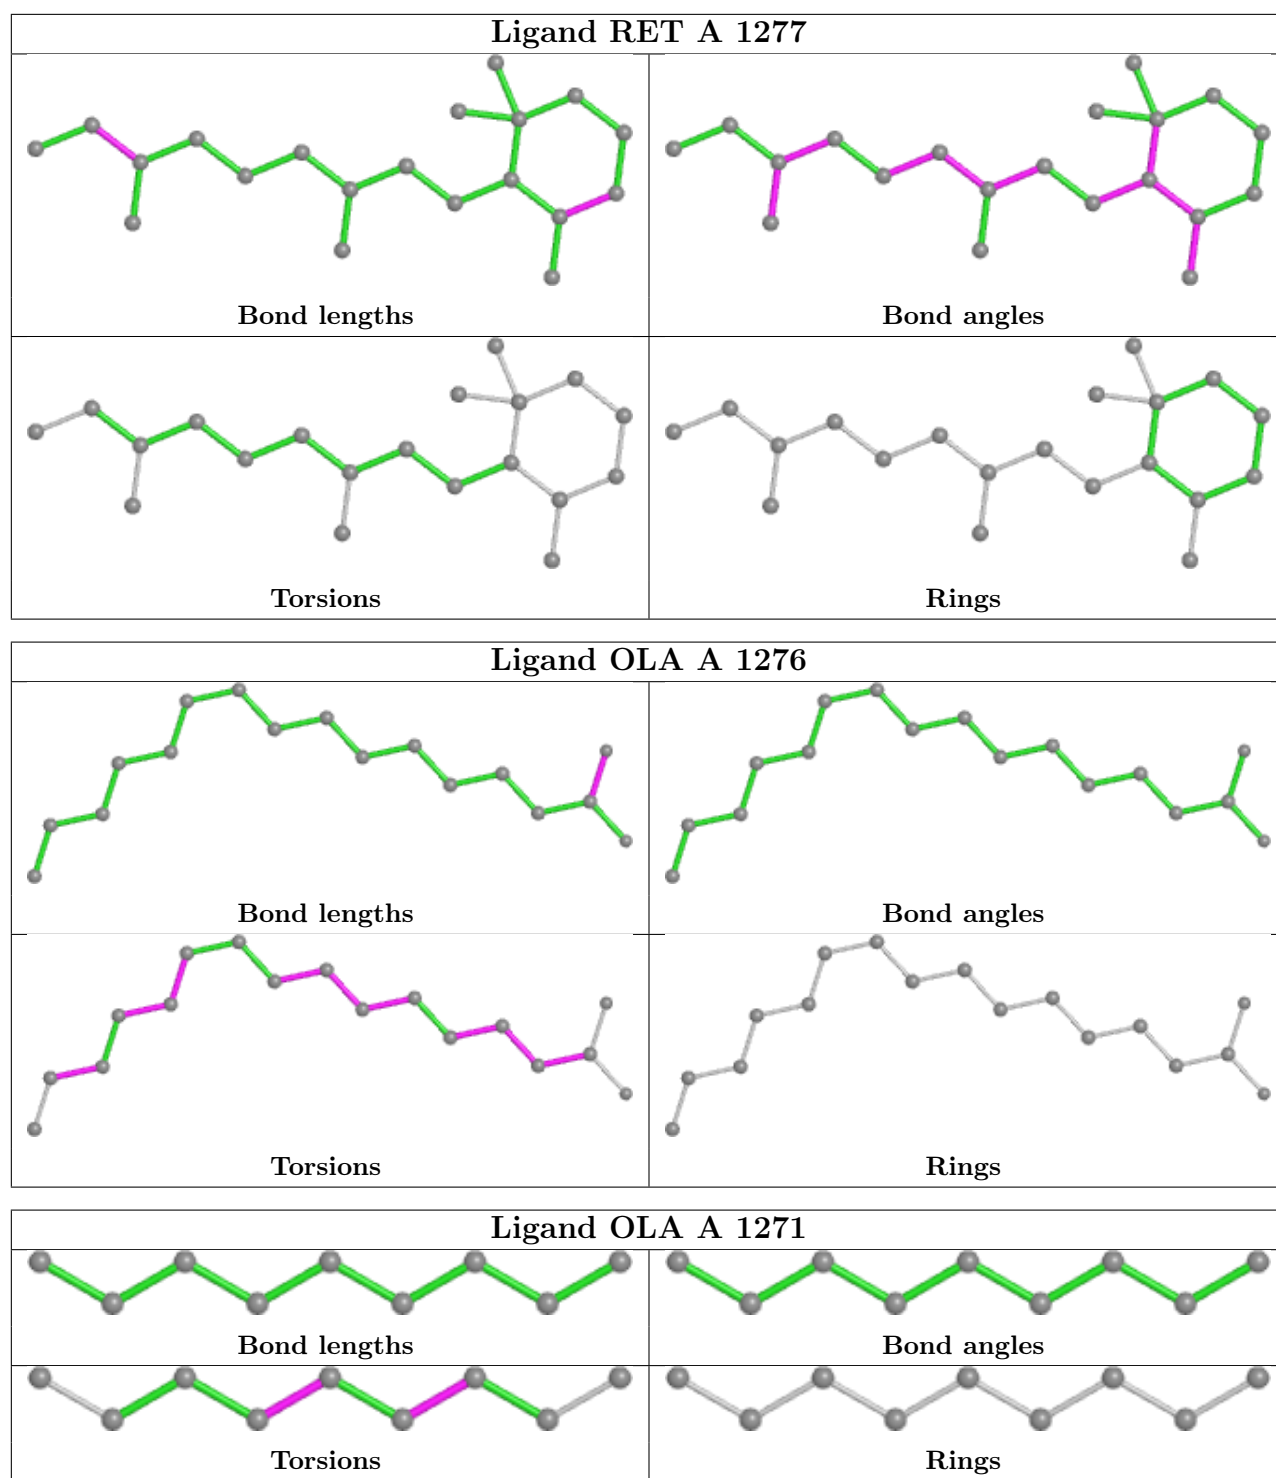 Ligand RET A 1277
Bond lengths
Bond angles
Torsions
Rings
Ligand OLA A 1276
Bond lengths
Bond angles
Torsions
Rings
Ligand OLA A 1271
Bond lengths
Bond angles
Torsions
Rings